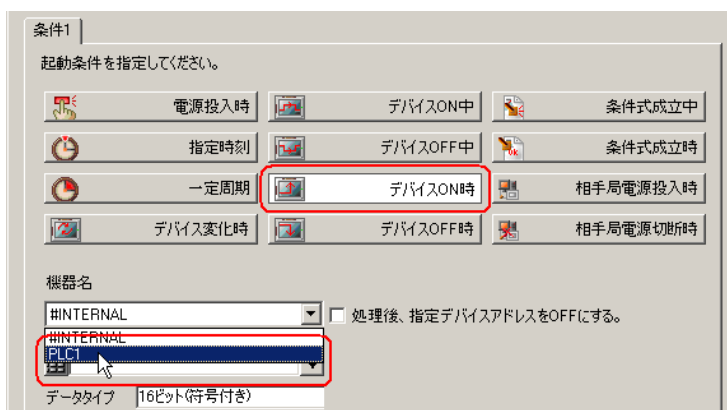 条件1
起動条件を指定してください。
電源投入時 デバイスON中 条件式成立中
指定時刻 デバイスOFF中 条件式成立時
一定周期 デバイスON時 相手局電源投入時
デバイス変化時 デバイスOFF時 相手局電源切断時
機器名
#INTERNAL 処理後、指定デバイスアドレスをOFFにする。
#INTERNAL
PLC1
データタイプ 16ビット(符号付き)